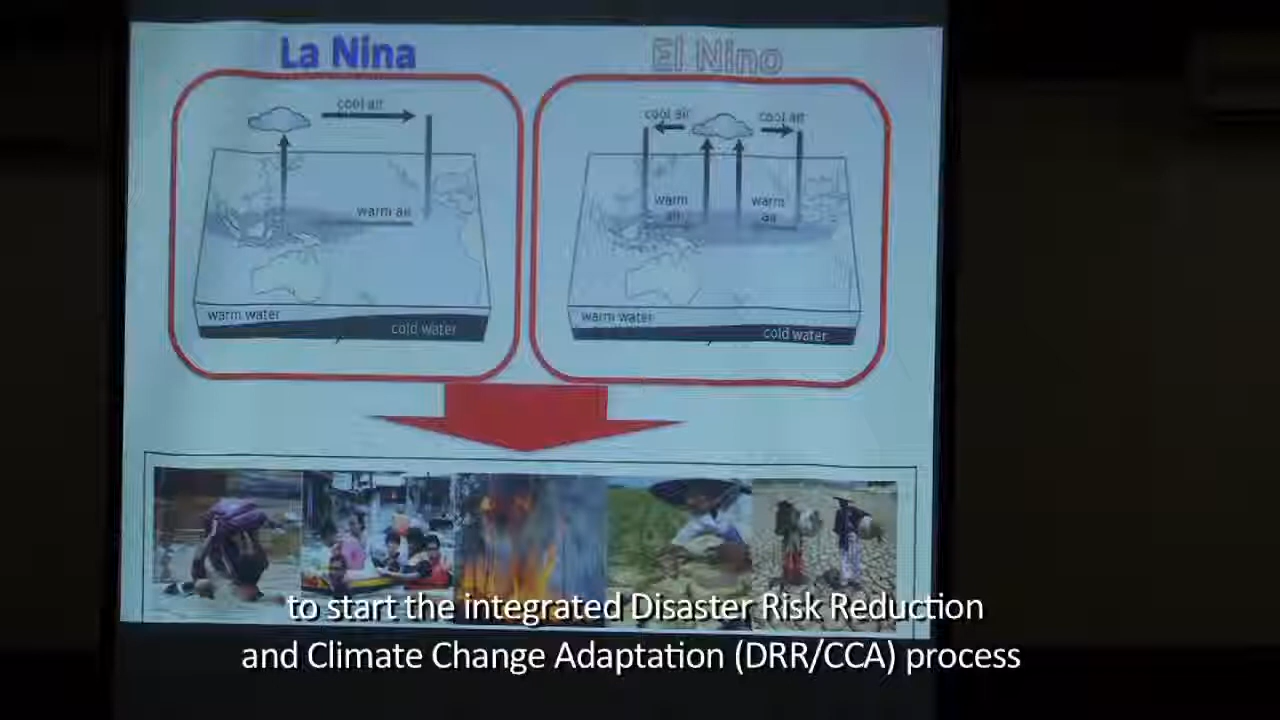 La Nina
El Nino
cool air
cool air
cool air
warm air
warm
air
warm
air
warm water
cold water
warm water
cold water
to start the integrated Disaster Risk Reduction
and Climate Change Adaptation (DRR/CCA) process